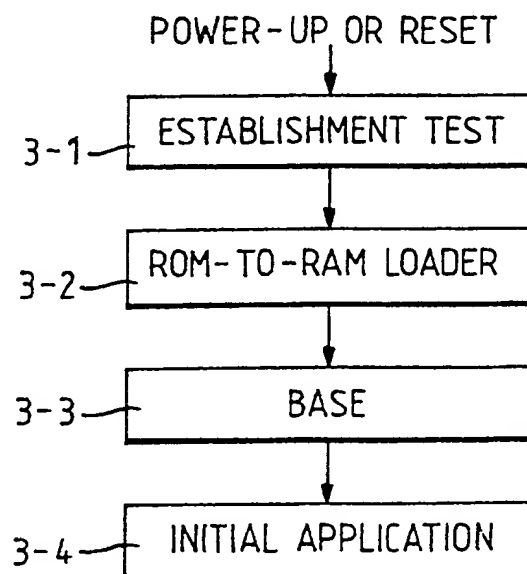 POWER-UP OR RESET
3-1 ESTABLISHMENT TEST
3-2 ROM-TO-RAM LOADER
3-3 BASE
3-4 INITIAL APPLICATION